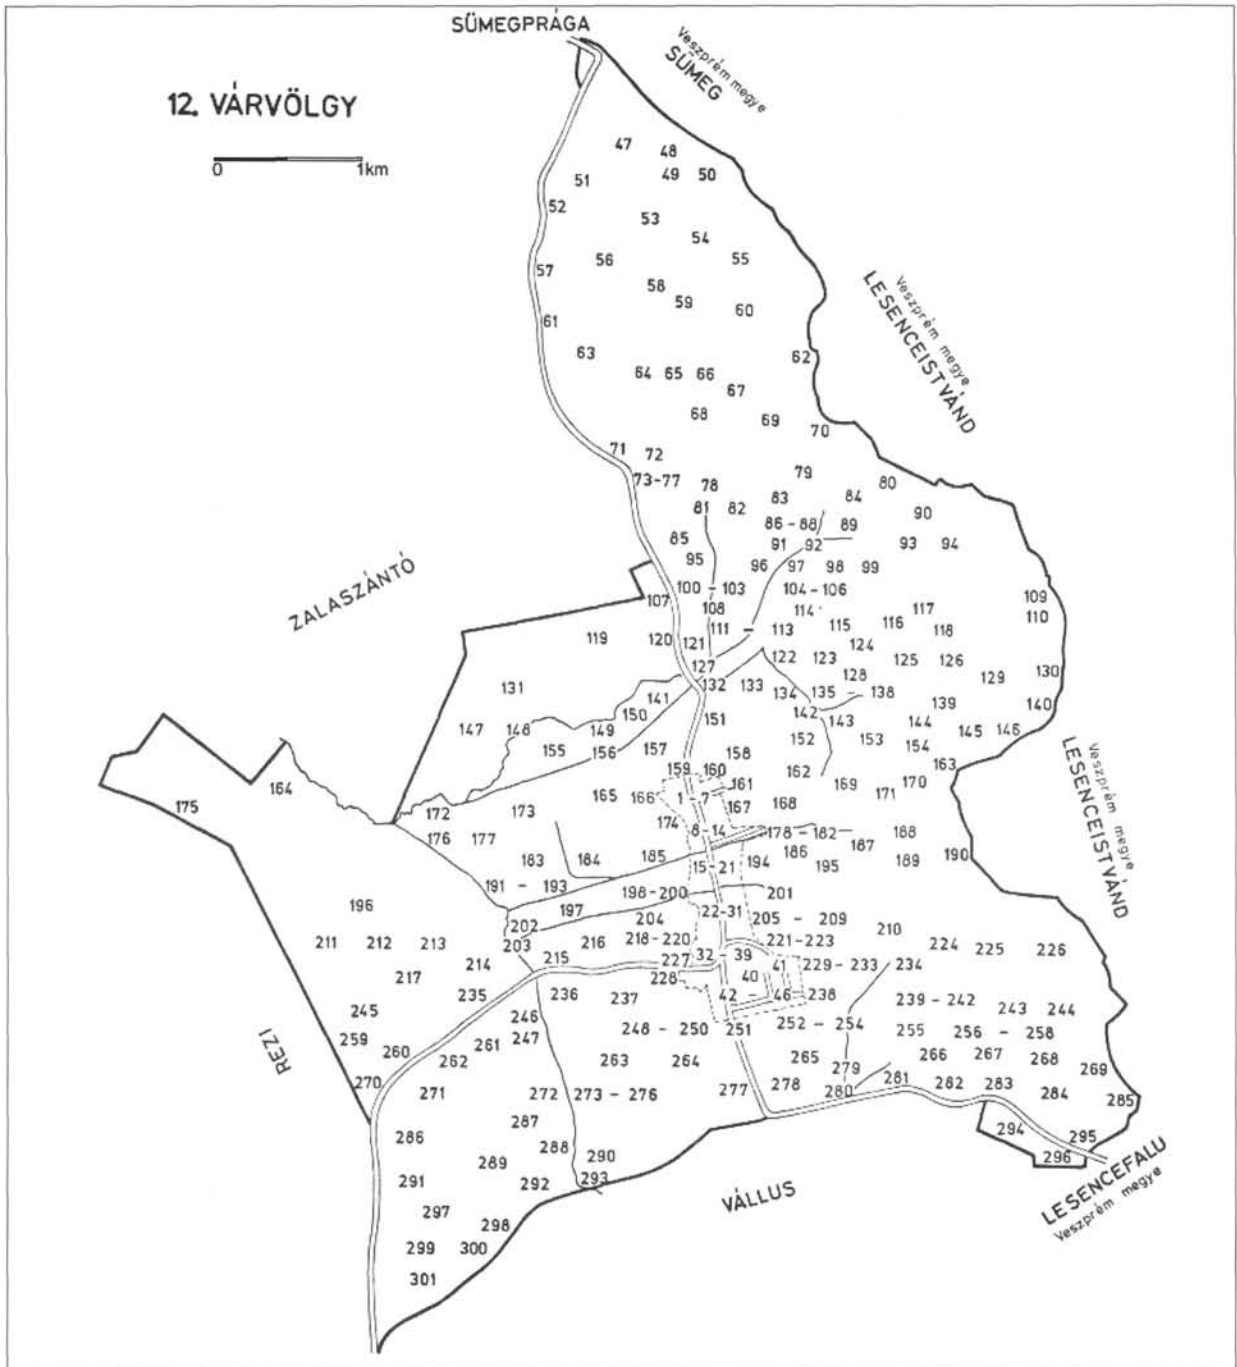 SÜMEGPRÁGA
Veszprém megye
SÜMEG
12. VÁRVÖLGY
0 1km
47 48
49 50
51
52
53
54
55
56
57
58
59
60
61
62
63
64 65 66
67
68
69
70
71 72
73-77 78
79
80
81 82 83 84
85
86-88 89
90
91 92 93 94
95
96 97 98 99
100 - 103 104-106
107
108
109
110
111 - 113
114
115 116 117
118
119 120 121
122 123 124 125 126
127
128
129 130
131
132 133 134 135 - 138
139 140
141
142 143 144 145 146
147 148 149 150
151
152 153 154
155 156 157 158
159 160
161
162 163
164
165 166 1 - 7 167 168
169 170
171
172 173
174
175
176 177
8-14 178-182
183 184 185
186 187 188
189 190
15-21 194 195
191 - 193
196
197
198-200 201
202
203
204
22-31 205 - 209
210
211 212 213
214 215 216
217
218-220
32 - 39 221-223
224 225 226
227
228
40 41 229-233 234
235 236 237
42 - 46 238
239-242 243 244
245
246
247
248 - 250 251 252 - 254
255 256 - 258
259
260 261
262 263 264 265
266 267 268
269
270
271 272 273 - 276 277 278
279
280 281 282 283 284
285
286 287
288
289 290
291 292 293
294 295
296
297
298
299 300
301
Veszprém megye
LESENCEISTVÁND
ZALASZÁNTÓ
Veszprém megye
LESENCEISTVÁND
REZI
VÁLLUS
LESENCEFALU
Veszprém megye